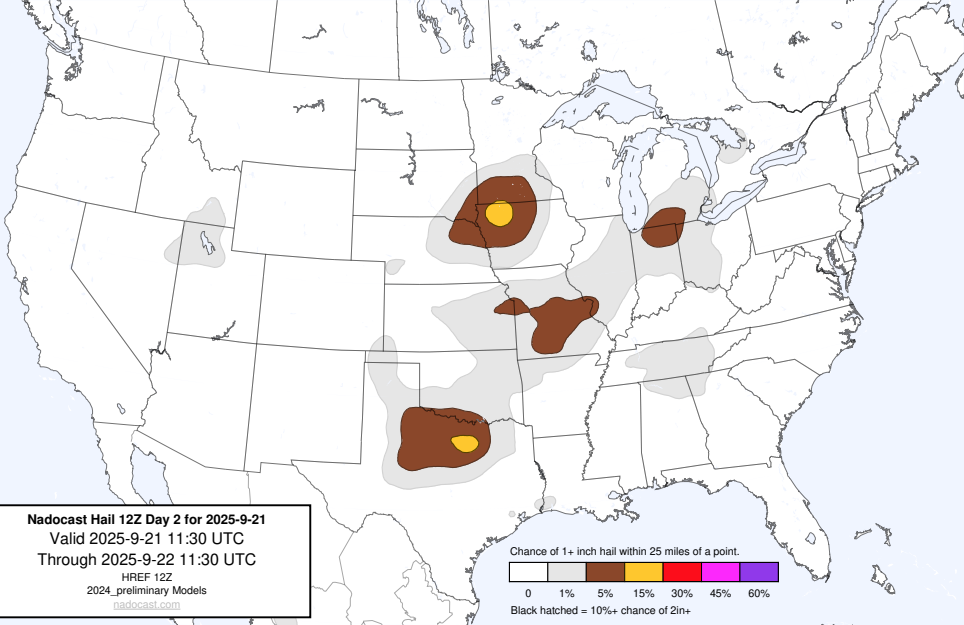 Nadocast Hail 12Z Day 2 for 2025-9-21
Valid 2025-9-21 11:30 UTC
Through 2025-9-22 11:30 UTC
HREF 12Z
2024_preliminary Models
nadocast.com
Chance of 1+ inch hail within 25 miles of a point.
0 1% 5% 15% 30% 45% 60%
Black hatched = 10%+ chance of 2in+